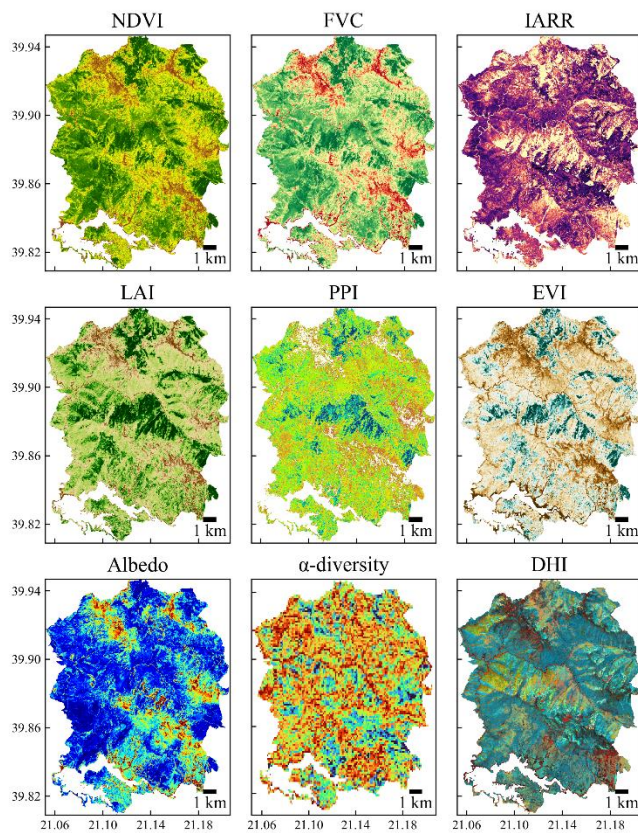 NDVI FVC IARR
39.94
39.90
39.86
39.82
1 km 1 km 1 km
LAI PPI EVI
39.94
39.90
39.86
39.82
1 km 1 km 1 km
Albedo α-diversity DHI
39.94
39.90
39.86
39.82
1 km 1 km 1 km
21.06 21.10 21.14 21.18 21.06 21.10 21.14 21.18 21.06 21.10 21.14 21.18